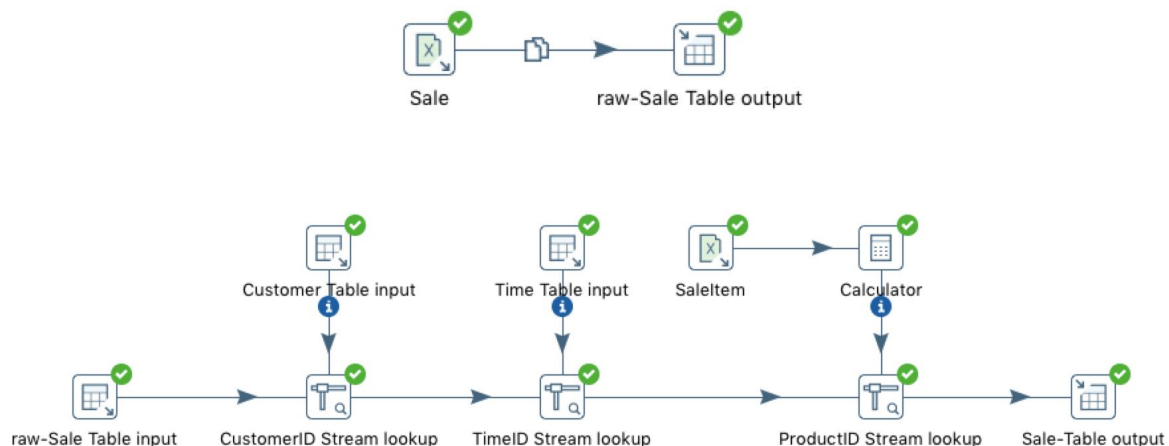 Sale
raw-Sale Table output
Customer Table input
Time Table input
SaleItem
Calculator
raw-Sale Table input
CustomerID Stream lookup
TimeID Stream lookup
ProductID Stream lookup
Sale-Table output